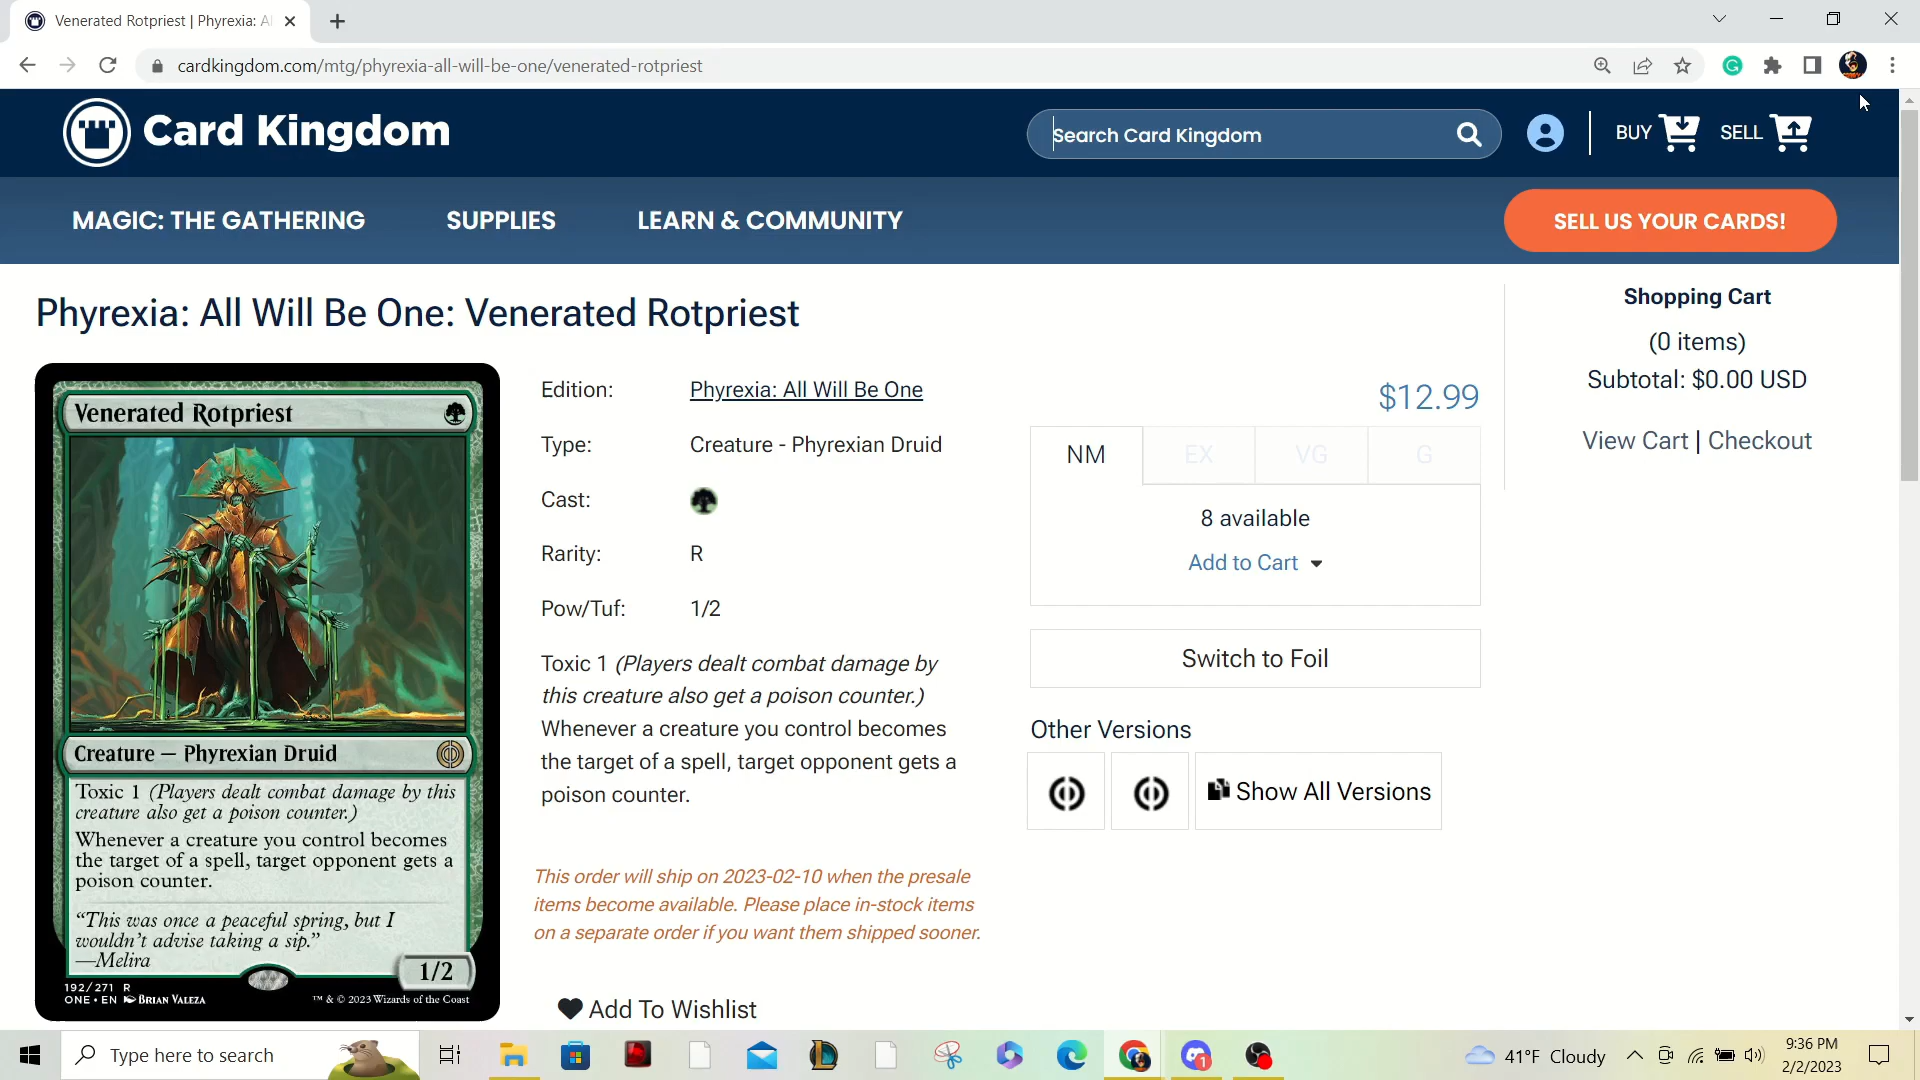 Venerated Rotpriest | Phyrexia: Al
cardkingdom.com/mtg/phyrexia-all-will-be-one/venerated-rotpriest
Card Kingdom
Search Card Kingdom
BUY
SELL
MAGIC: THE GATHERING
SUPPLIES
LEARN & COMMUNITY
SELL US YOUR CARDS!
Phyrexia: All Will Be One: Venerated Rotpriest
Shopping Cart
(0 items)
Subtotal: $0.00 USD
View Cart | Checkout
Venerated Rotpriest
Creature — Phyrexian Druid
Toxic 1 (Players dealt combat damage by this
creature also get a poison counter.)
Whenever a creature you control becomes
the target of a spell, target opponent gets a
poison counter.
“This was once a peaceful spring, but I
wouldn’t advise taking a sip.”
—Melira
1/2
192/271 R
ONE • EN BRIAN VALEZA
™ & © 2023 Wizards of the Coast
Edition: Phyrexia: All Will Be One
Type: Creature - Phyrexian Druid
Cast:
Rarity: R
Pow/Tuf: 1/2
Toxic 1 (Players dealt combat damage by
this creature also get a poison counter.)
Whenever a creature you control becomes
the target of a spell, target opponent gets a
poison counter.
This order will ship on 2023-02-10 when the presale
items become available. Please place in-stock items
on a separate order if you want them shipped sooner.
Add To Wishlist
$12.99
NM EX VG G
8 available
Add to Cart
Switch to Foil
Other Versions
Show All Versions
Type here to search
1
41°F Cloudy
9:36 PM
2/2/2023